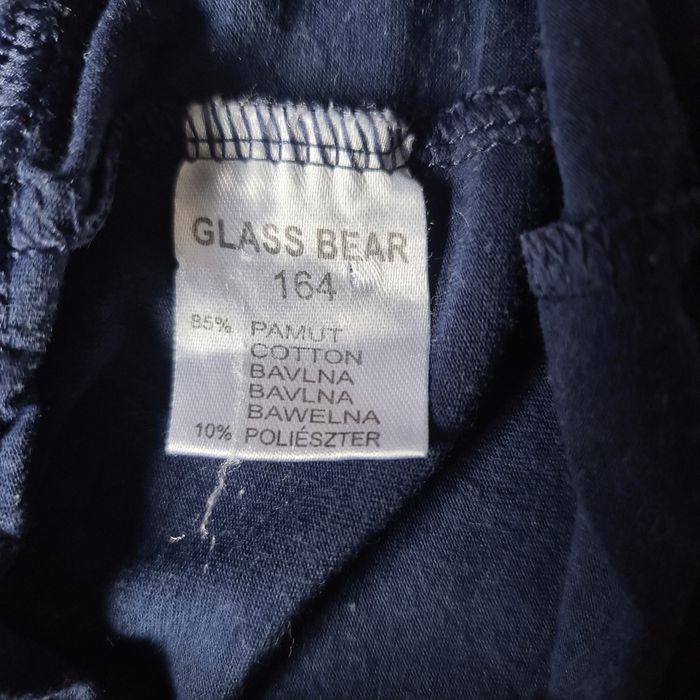 GLASS BEAR
164
85% PAMUT
COTTON
BAVLNA
BAVLNA
BAWELNA
10% POLIÉSZTER